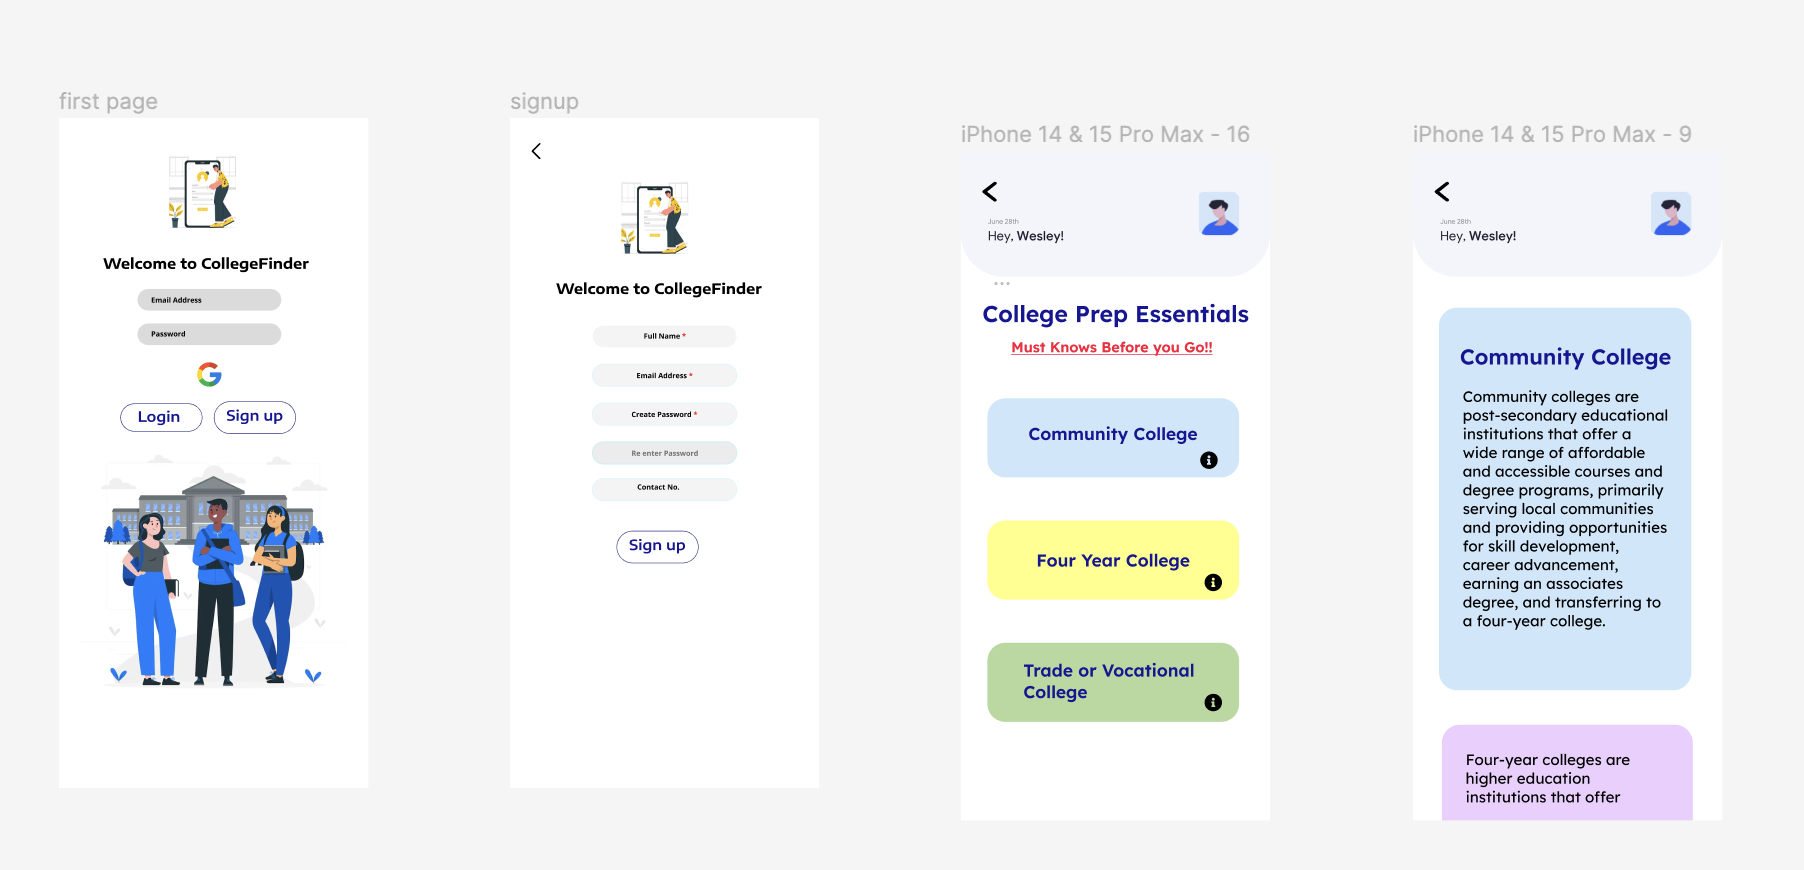 first page
Welcome to CollegeFinder
Email Address
Password
Login
Sign up
signup
Welcome to CollegeFinder
Full Name *
Email Address *
Create Password *
Re enter Password
Contact No.
Sign up
iPhone 14 & 15 Pro Max - 16
June 28th
Hey, Wesley!
...
College Prep Essentials
Must Knows Before you Go!!
Community College
Four Year College
Trade or Vocational
College
iPhone 14 & 15 Pro Max - 9
June 28th
Hey, Wesley!
Community College
Community colleges are
post-secondary educational
institutions that offer a
wide range of affordable
and accessible courses and
degree programs, primarily
serving local communities
and providing opportunities
for skill development,
career advancement,
earning an associates
degree, and transferring to
a four-year college.
Four-year colleges are
higher education
institutions that offer